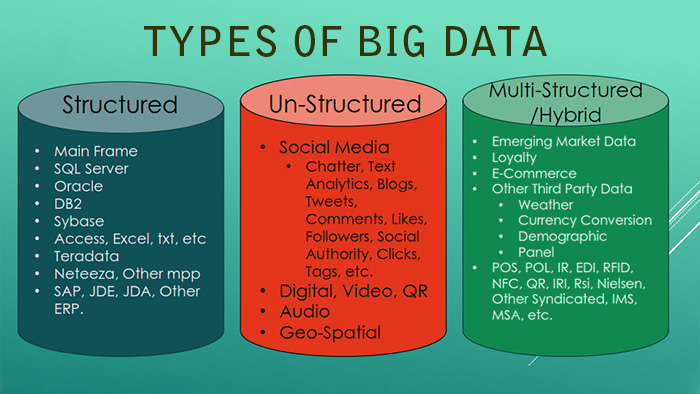 TYPES OF BIG DATA
Structured
• Main Frame
• SQL Server
• Oracle
• DB2
• Sybase
• Access, Excel, txt, etc
• Teradata
• Neteeza, Other mpp
• SAP, JDE, JDA, Other
ERP.
Un-Structured
• Social Media
• Chatter, Text
Analytics, Blogs,
Tweets,
Comments, Likes,
Followers, Social
Authority, Clicks,
Tags, etc.
• Digital, Video, QR
• Audio
• Geo-Spatial
Multi-Structured
/Hybrid
• Emerging Market Data
• Loyalty
• E-Commerce
• Other Third Party Data
• Weather
• Currency Conversion
• Demographic
• Panel
• POS, POL, IR, EDI, RFID,
NFC, QR, IRI, Rsi, Nielsen,
Other Syndicated, IMS,
MSA, etc.